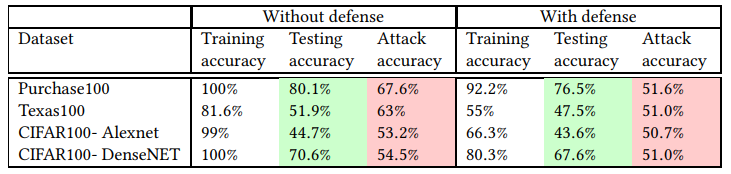 Without defense With defense
Dataset Training Testing Attack Training Testing Attack
accuracy accuracy accuracy accuracy accuracy accuracy
Purchase100 100% 80.1% 67.6% 92.2% 76.5% 51.6%
Texas100 81.6% 51.9% 63% 55% 47.5% 51.0%
CIFAR100- Alexnet 99% 44.7% 53.2% 66.3% 43.6% 50.7%
CIFAR100- DenseNET 100% 70.6% 54.5% 80.3% 67.6% 51.0%